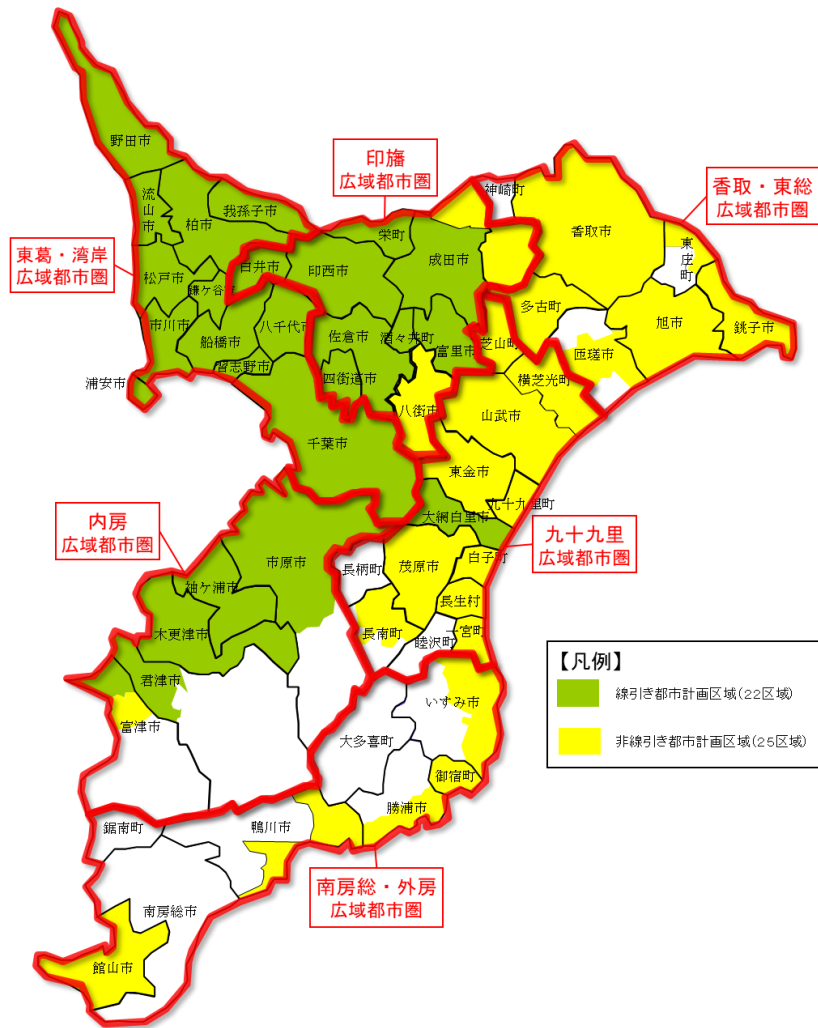 野田市
印旛
広域都市圏
流山市
柏市
我孫子市
神崎町
香取・東総
広域都市圏
香取市
栄町
成田市
東庄町
東葛・湾岸
広域都市圏
松戸市
鎌ケ谷市
白井市
印西市
多古町
旭市
銚子市
市川市
船橋市
八千代市
佐倉市
酒々井町
富里市
芝山町
匝瑳市
習志野市
四街道市
横芝光町
浦安市
八街市
山武市
千葉市
東金市
九十九里町
内房
広域都市圏
大網白里市
九十九里
広域都市圏
市原市
長柄町
茂原市
白子町
袖ケ浦市
長生村
木更津市
長南町
一宮町
睦沢町
【凡例】
線引き都市計画区域(22区域)
非線引き都市計画区域(25区域)
君津市
いすみ市
富津市
大多喜町
御宿町
勝浦市
鋸南町
鴨川市
南房総・外房
広域都市圏
南房総市
館山市